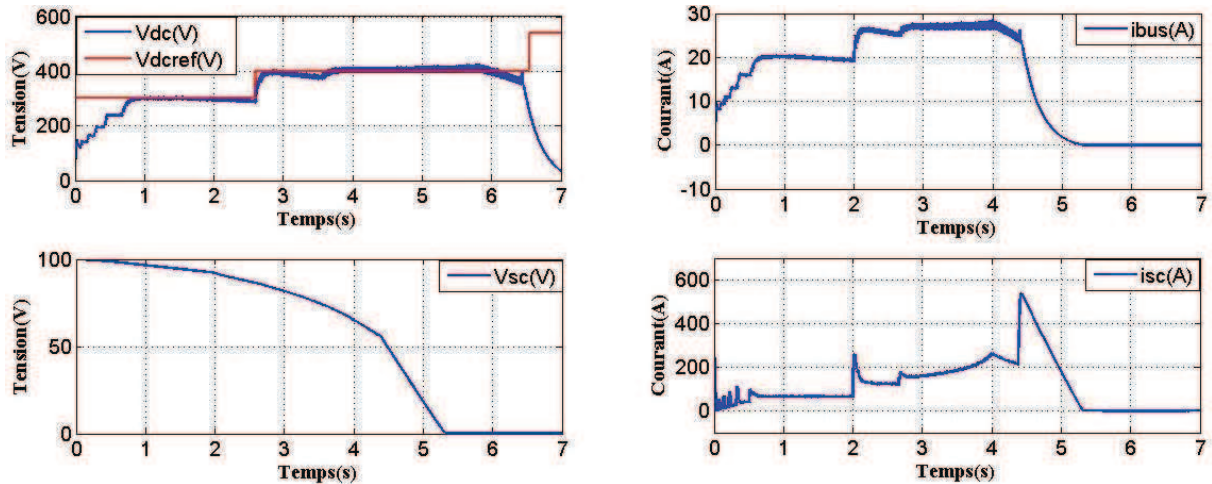 600
400
200
0
Tension(V)
Vdc(V)
Vdcref(V)
0 1 2 3 4 5 6 7
Temps(s)
30
20
10
0
-10
Courant(A)
ibus(A)
0 1 2 3 4 5 6 7
Temps(s)
100
50
0
Tension(V)
Vsc(V)
0 1 2 3 4 5 6 7
Temps(s)
600
400
200
0
Courant(A)
isc(A)
0 1 2 3 4 5 6 7
Temps(s)